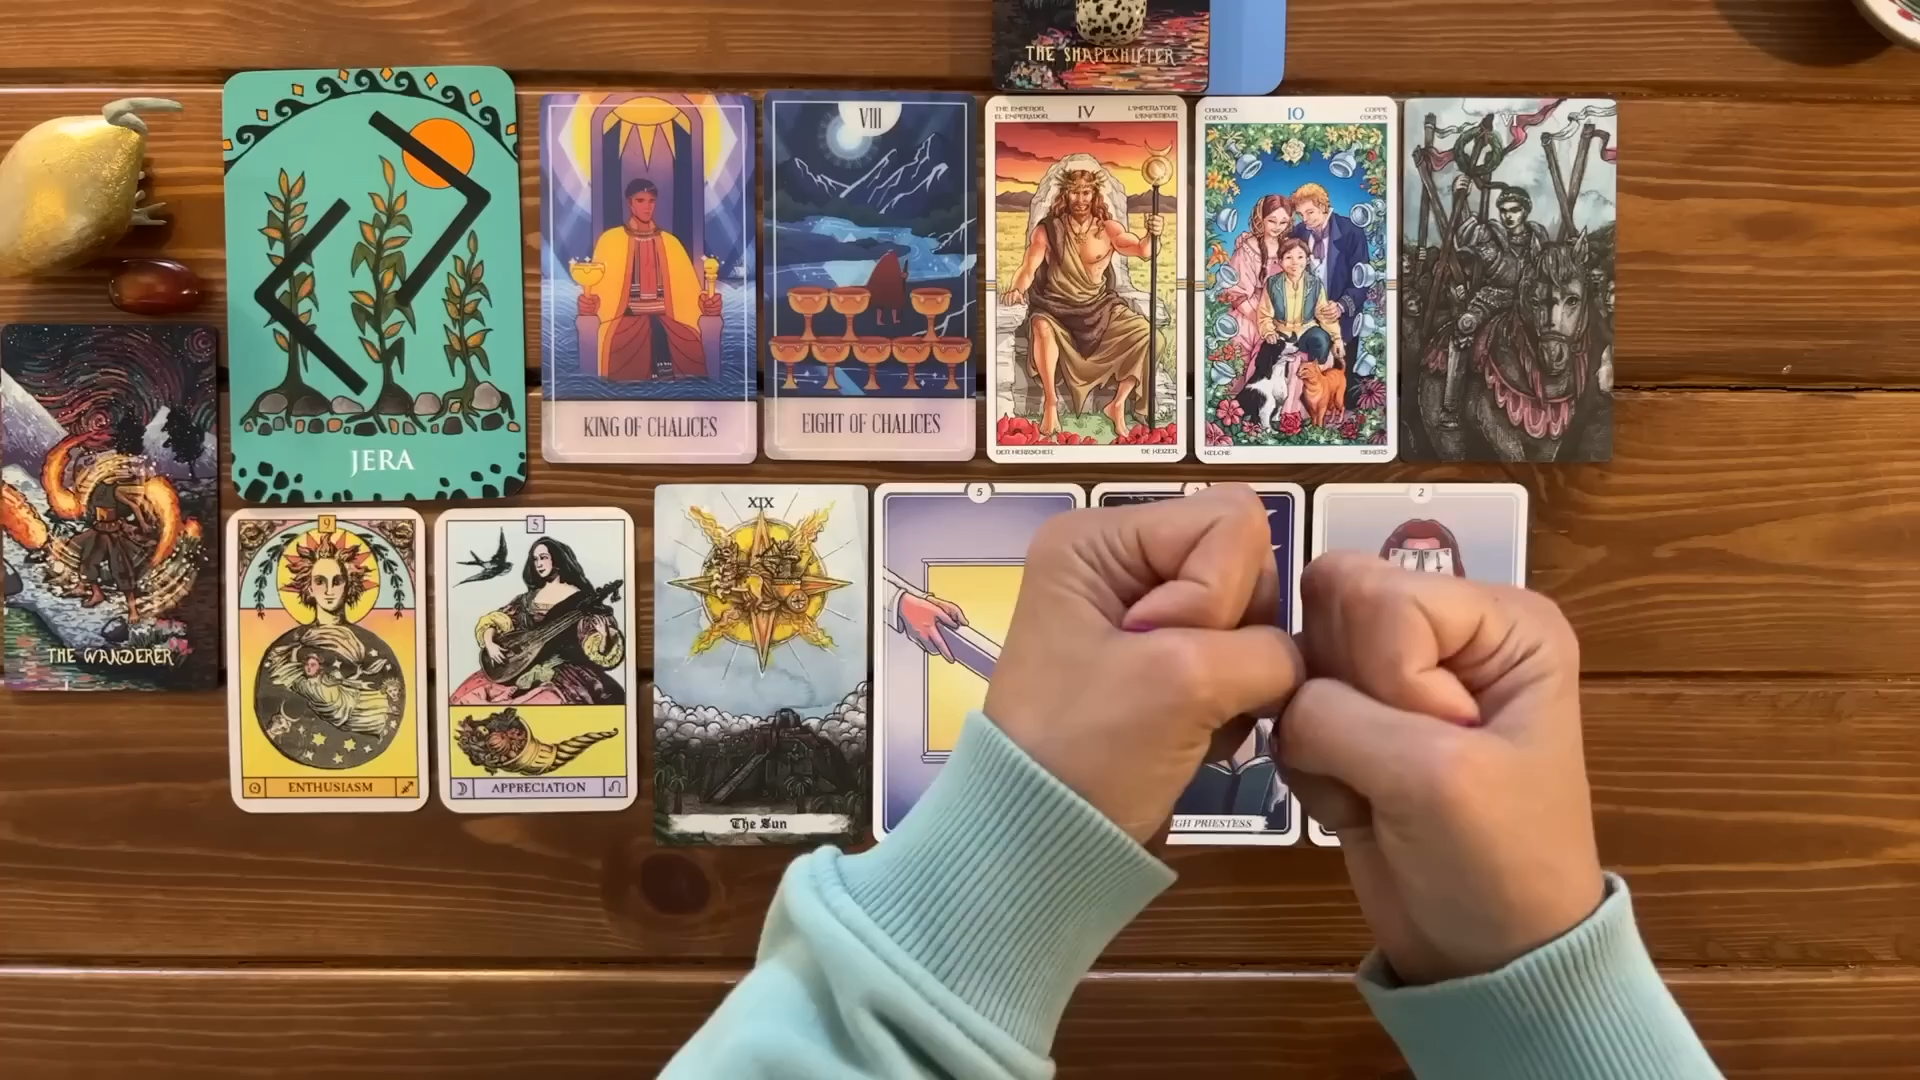 THE SHAPESHIFTER
JERA
KING OF CHALICES
VIII
EIGHT OF CHALICES
THE EMPEROR
EL EMPERADOR
IV
L'IMPERATORE
L'EMPEREUR
DER HERRSCHER
DE KEIZER
CHALICES
COPAS
10
COPPE
COUPES
KELCHE
BEKERS
VI
THE WANDERER
9
ENTHUSIASM
5
APPRECIATION
XIX
The Sun
5
IGH PRIESTESS
2